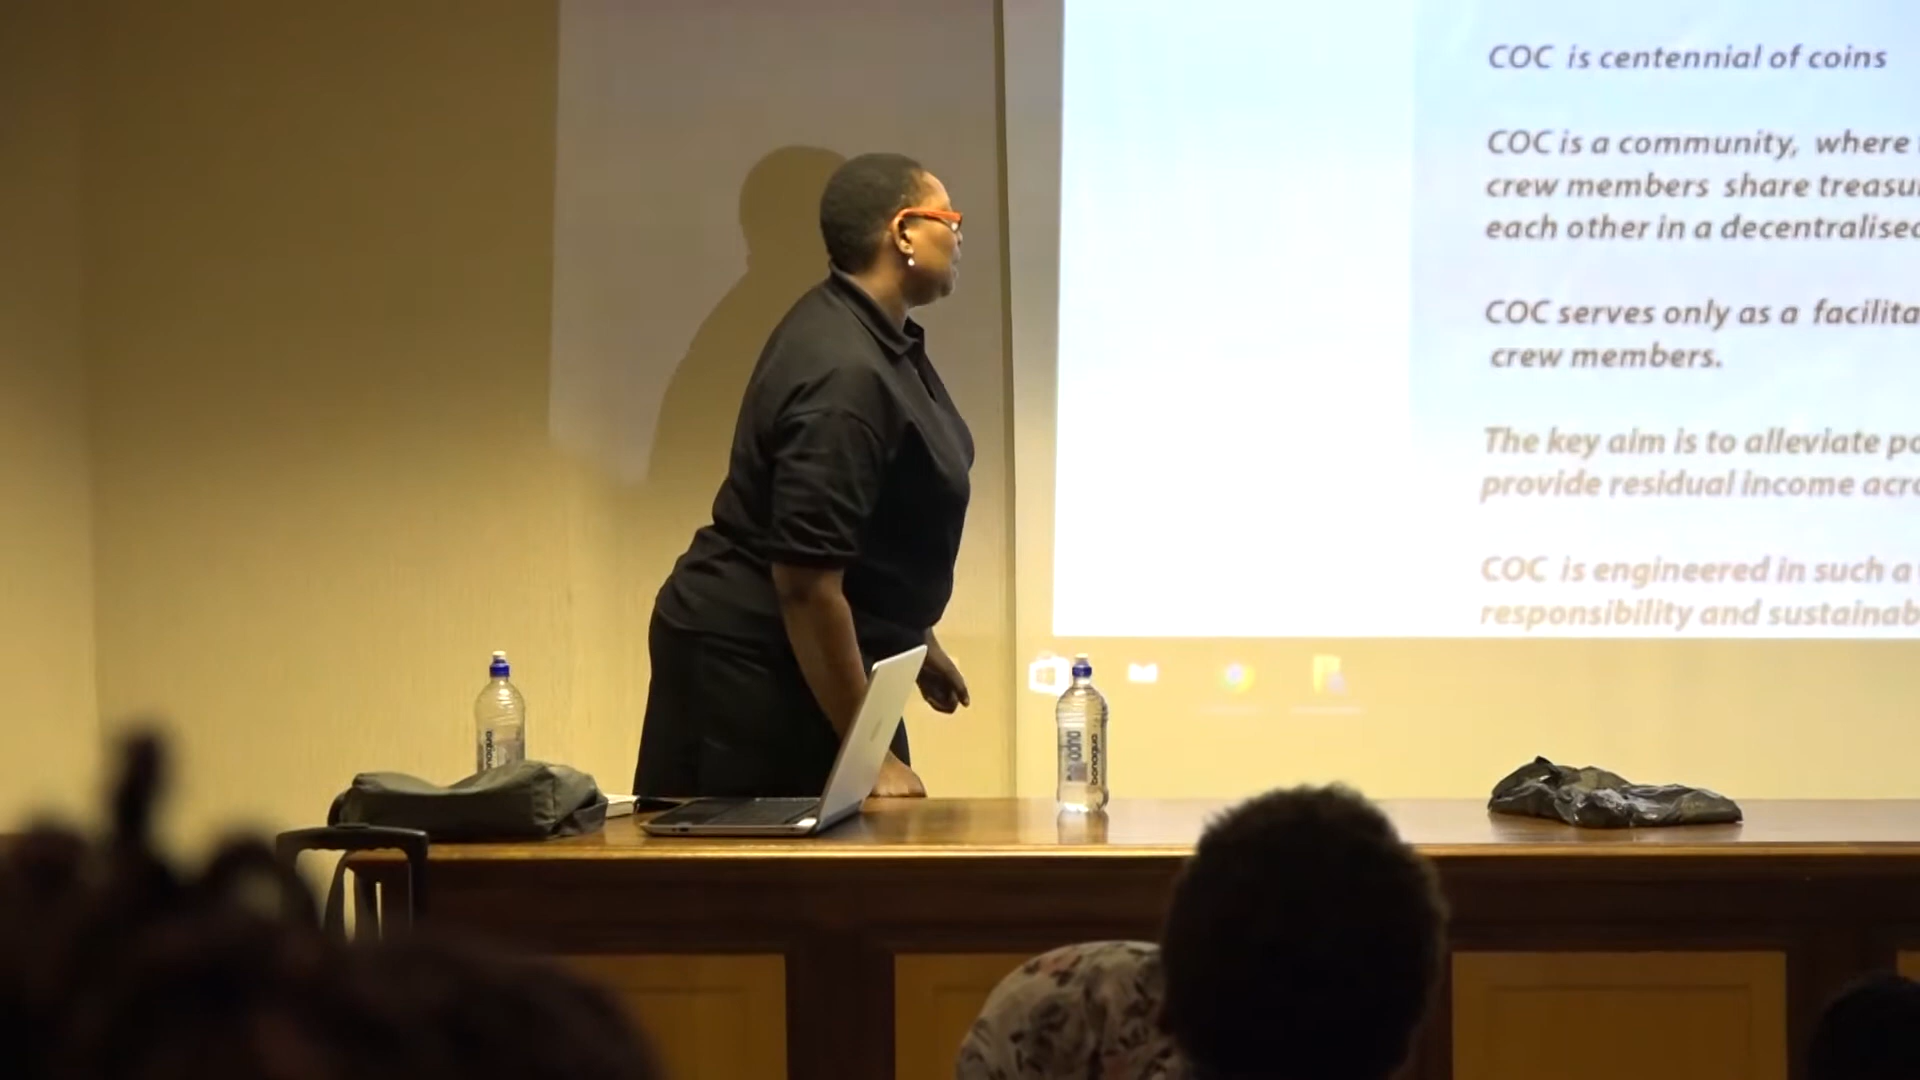 COC is centennial of coins
COC is a community, where
crew members share treasu
each other in a decentralised
COC serves only as a facilita
crew members.
The key aim is to alleviate po
provide residual income acro
COC is engineered in such a
responsibility and sustainab
bonaqua
bonaqua